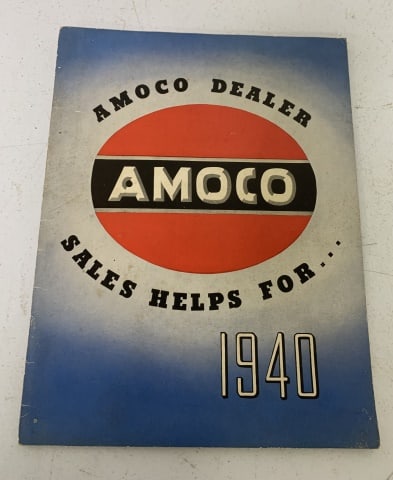 AMOCO DEALER
AMOCO
SALES HELPS FOR...
1940